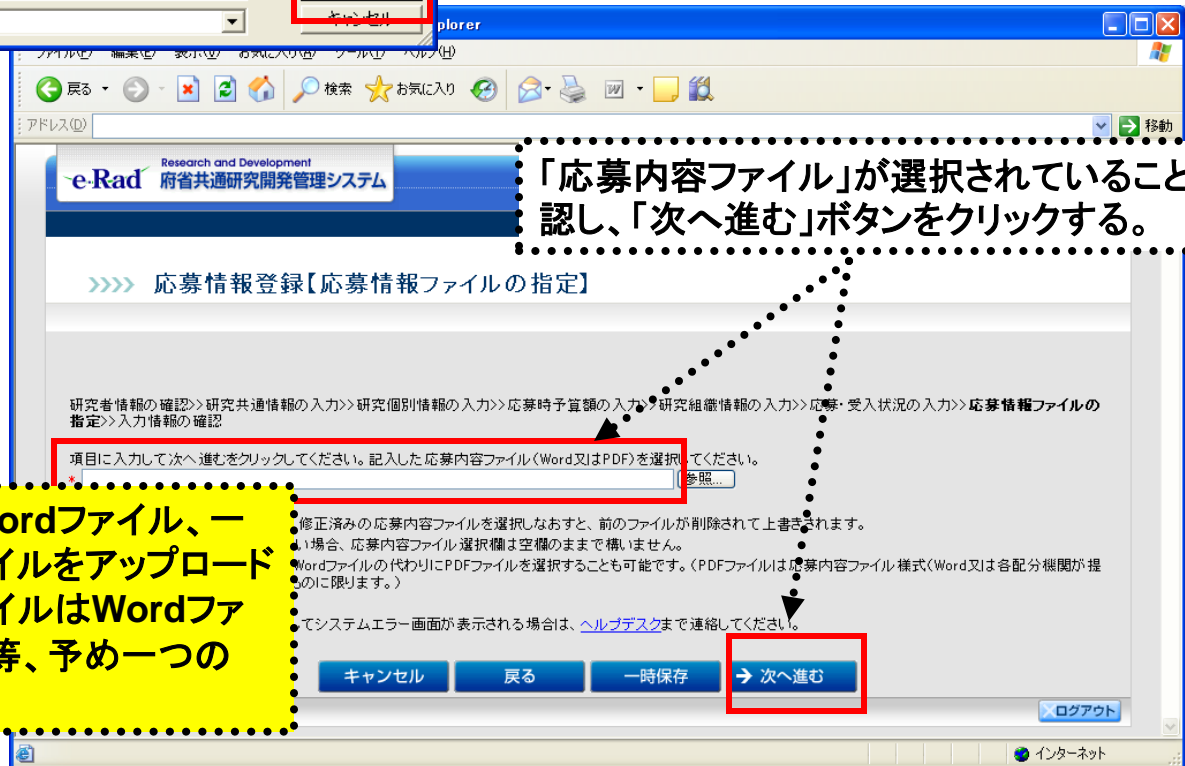 キャンセル
plorer
ファイル(F) 編集(E) 表示(V) お気に入り(A) ツール(T) ヘルプ(H)
戻る 検索 お気に入り
アドレス(D) 移動
e-Rad Research and Development
府省共通研究開発管理システム
「応募内容ファイル」が選択されていること
認し、「次へ進む」ボタンをクリックする。
>>>> 応募情報登録【応募情報ファイルの指定】
研究者情報の確認>>研究共通情報の入力>>研究個別情報の入力>>応募時予算額の入力>>研究組織情報の入力>>応募・受入状況の入力>>応募情報ファイルの
指定>>入力情報の確認
項目に入力して次へ進むをクリックしてください。記入した応募内容ファイル(Word又はPDF)を選択してください。
* 参照...
ordファイル、一
イルをアップロード
イルはWordファ
等、予め一つの
修正済みの応募内容ファイルを選択しなおすと、前のファイルが削除されて上書きされます。
い場合、応募内容ファイル選択欄は空欄のままで構いません。
Wordファイルの代わりにPDFファイルを選択することも可能です。(PDFファイルは応募内容ファイル様式(Word又は各配分機関が提
のに限ります。)
てシステムエラー画面が表示される場合は、ヘルプデスクまで連絡してください。
キャンセル 戻る 一時保存 → 次へ進む
ログアウト
インターネット